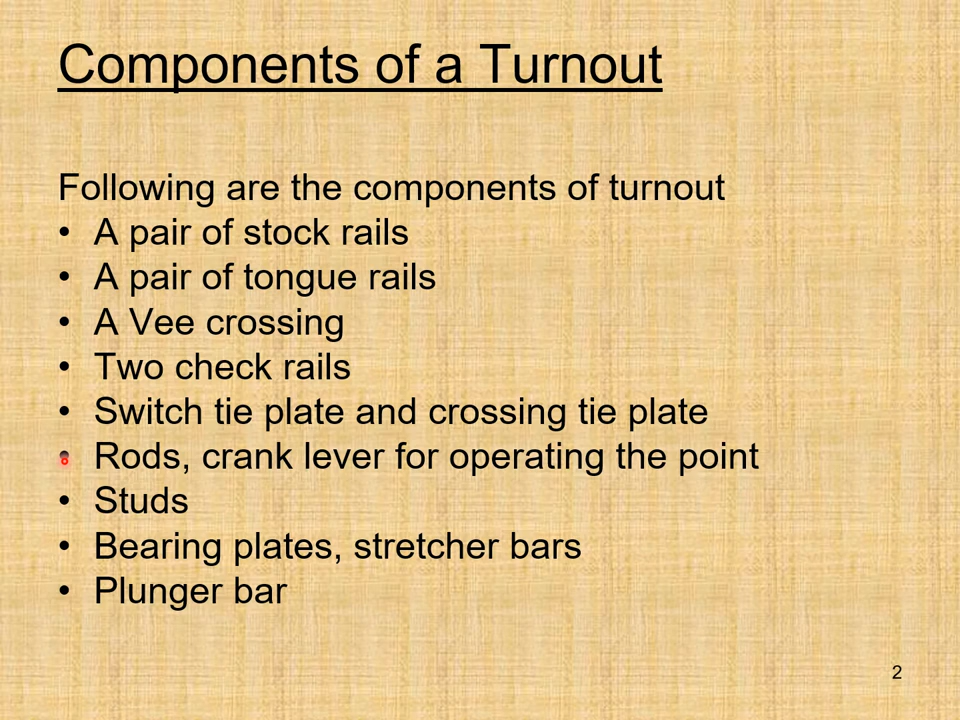 Components of a Turnout
Following are the components of turnout
• A pair of stock rails
• A pair of tongue rails
• A Vee crossing
• Two check rails
• Switch tie plate and crossing tie plate
• Rods, crank lever for operating the point
• Studs
• Bearing plates, stretcher bars
• Plunger bar
2